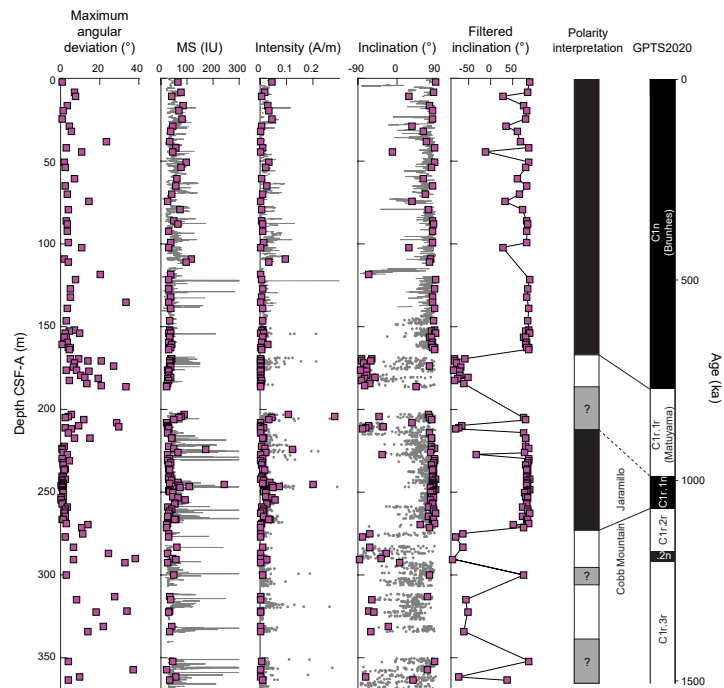 Maximum
angular
deviation (°)
MS (IU)
Intensity (A/m)
Inclination (°)
Filtered
inclination (°)
Polarity
interpretation
GPTS2020
0 20 40
0 100 200 300
0 0.1 0.2
-90 0 90
-50 0 50
Depth CSF-A (m)
0
50
100
150
200
250
300
350
?
?
?
Jaramillo
Cobb Mountain
C1n
(Brunhes)
C1r.1r
(Matuyama)
C1r.1n
C1r.2r
.2n
C1r.3r
0
500
1000
1500
Age (ka)